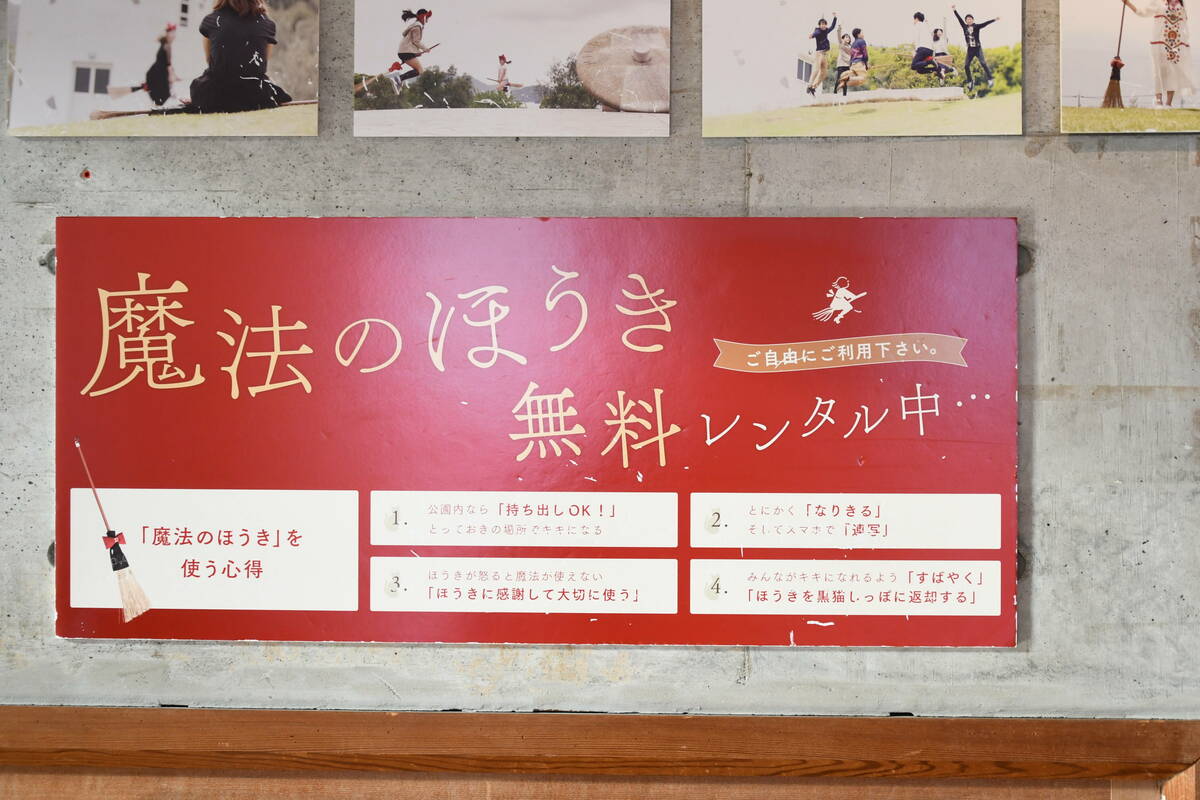 魔法のほうき
ご自由にご利用下さい。
無料レンタル中…
「魔法のほうき」を
使う心得
1. 公園内なら「持ち出しOK！」
とっておきの場所でキキになる
2. とにかく「なりきる」
そしてスマホで「連写」
3. ほうきが怒ると魔法が使えない
「ほうきに感謝して大切に使う」
4. みんながキキになれるよう「すばやく」
「ほうきを黒猫しっぽに返却する」